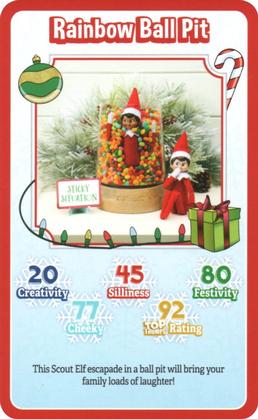 Rainbow Ball Pit
STICKY
SITUATION
20
Creativity
45
Silliness
80
Festivity
77
Cheeky
92
TOP TRUMPS Rating
This Scout Elf escapade in a ball pit will bring your
family loads of laughter!